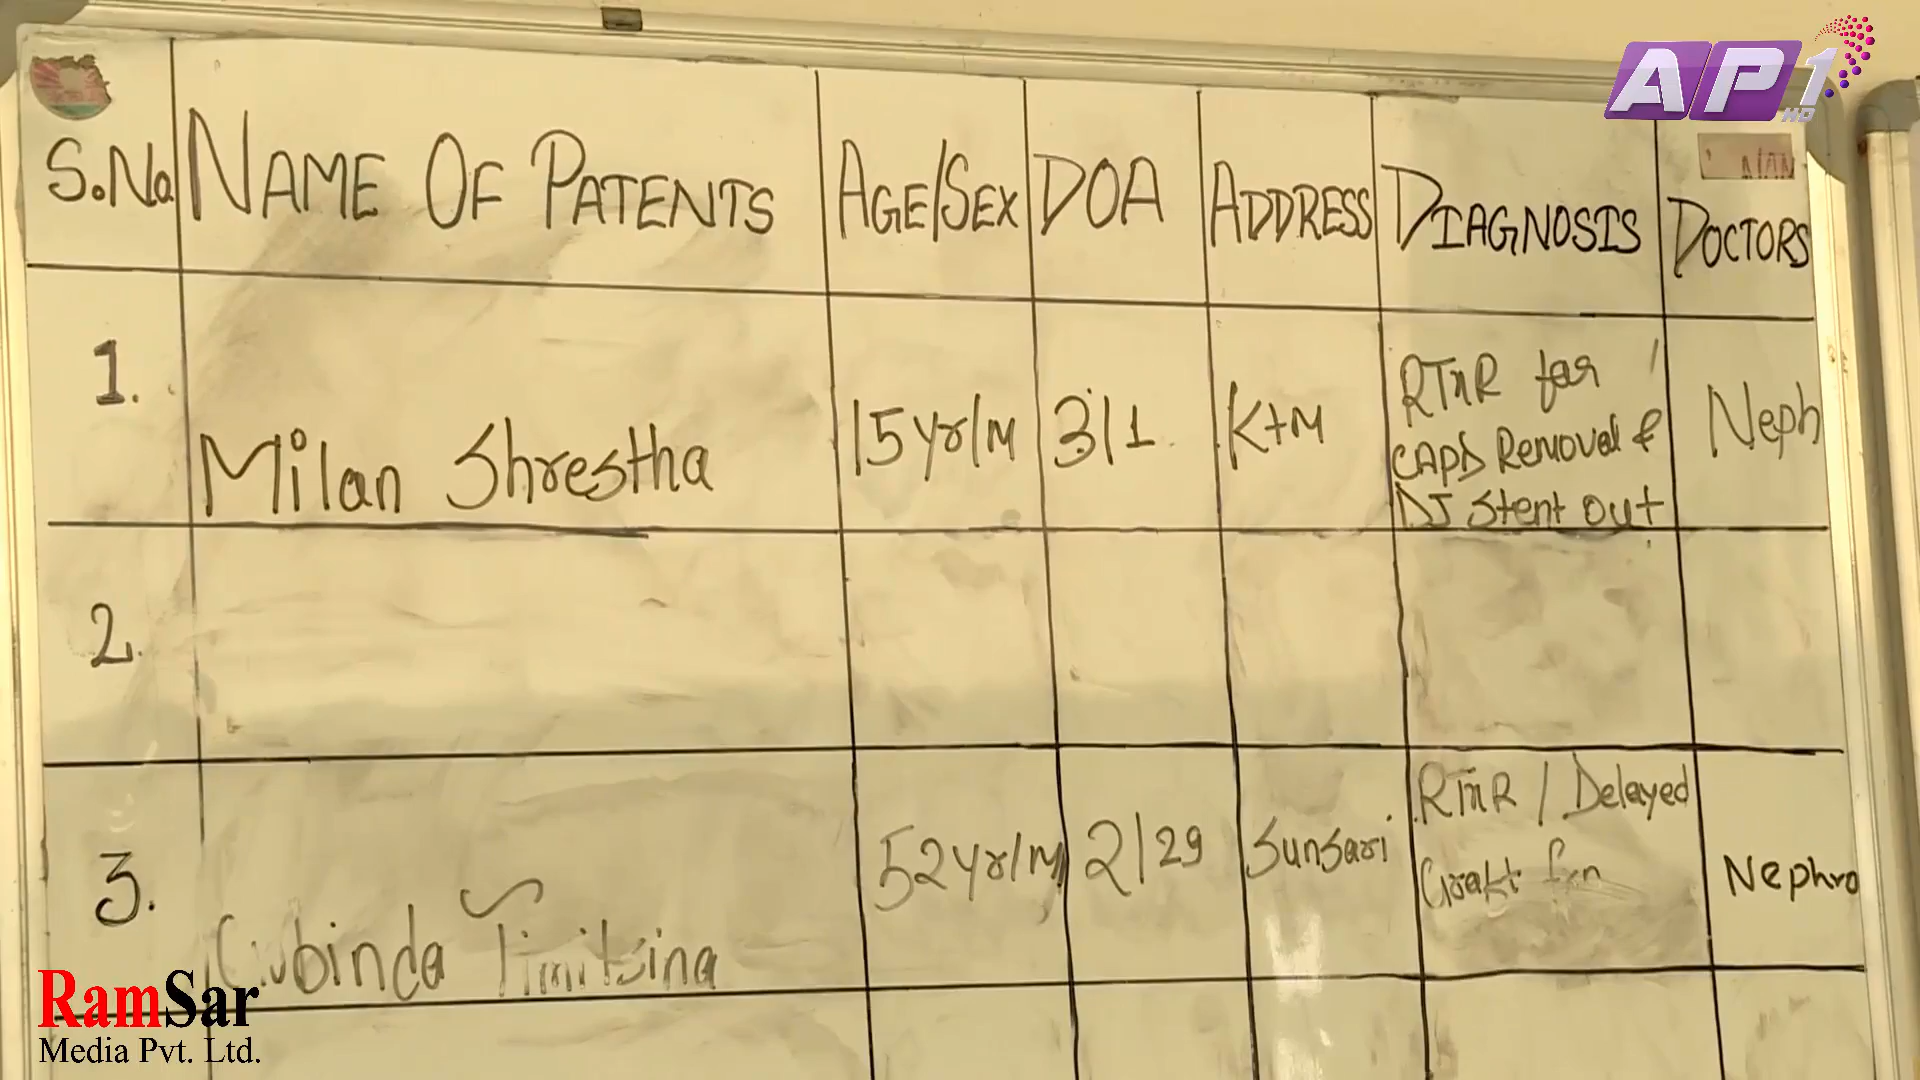 AP1 HD
S.No NAME OF PATENTS AGE/SEX DOA ADDRESS DIAGNOSIS DOCTORS
1. Milan Shrestha 15yr/M 3/1 KtM RTxR for CAPD Removal & DJ Stent out Neph
2.
3. Timilsina 52yr/M 2/29 Sunsari RTxR / Delayed Graft fxn Nephro
RamSar
Media Pvt. Ltd.